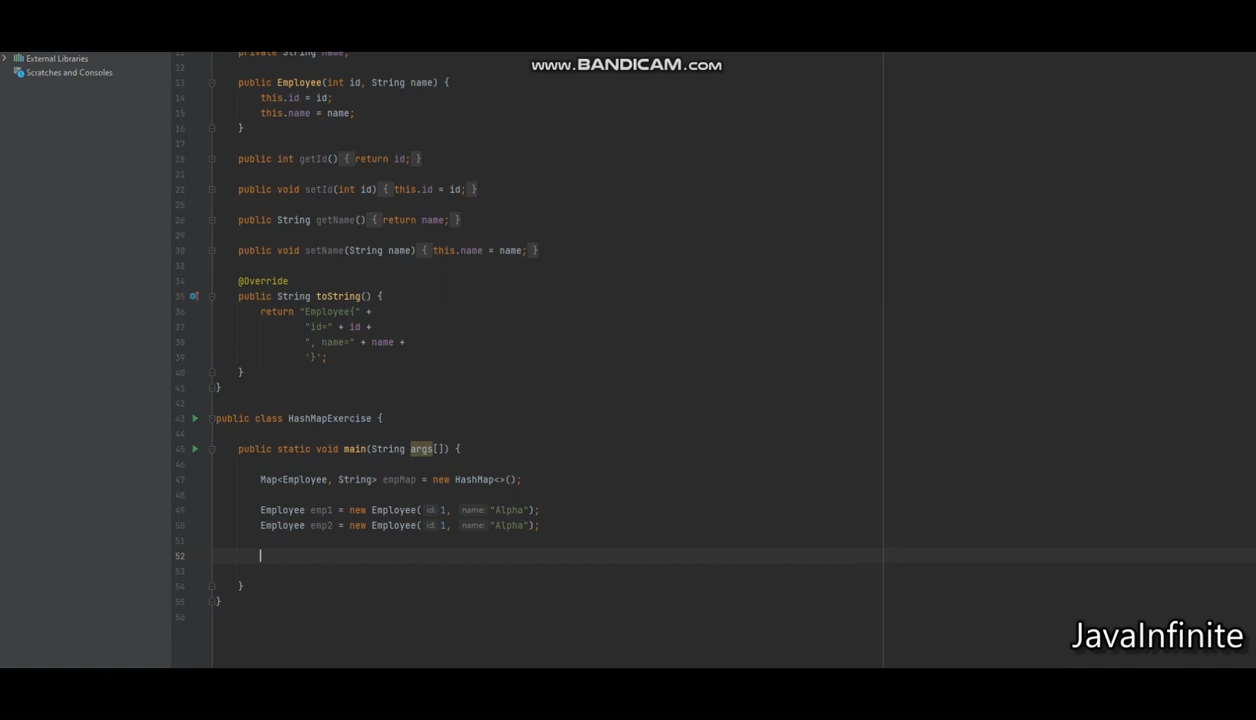 www.BANDICAM.com
External Libraries
Scratches and Consoles
private String name;
12
13 public Employee(int id, String name) {
14 this.id = id;
15 this.name = name;
16 }
17
18 public int getId() { return id; }
21
22 public void setId(int id) { this.id = id; }
25
26 public String getName() { return name; }
29
30 public void setName(String name) { this.name = name; }
33
34 @Override
35 public String toString() {
36 return "Employee{" +
37 "id=" + id +
38 ", name=" + name +
39 '}';
40 }
41 }
42
43 public class HashMapExercise {
44
45 public static void main(String args[]) {
46
47 Map<Employee, String> empMap = new HashMap<>();
48
49 Employee emp1 = new Employee( id: 1, name: "Alpha");
50 Employee emp2 = new Employee( id: 1, name: "Alpha");
51
52
53
54 }
55 }
56
JavaInfinite